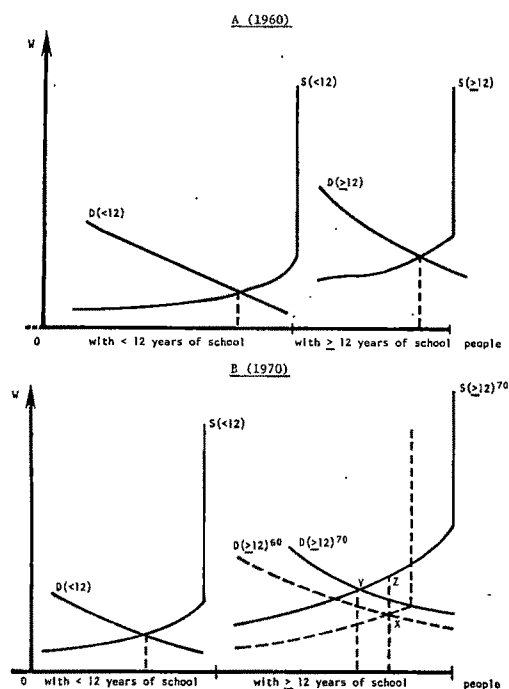 A (1960)
W
S(<12)
S(≥12)
D(≥12)
D(<12)
0 with < 12 years of school with ≥ 12 years of school people
B (1970)
W
S(≥12)70
S(<12)
D(≥12)60
D(≥12)70
D(<12)
Y
Z
X
0 with < 12 years of school with ≥ 12 years of school people